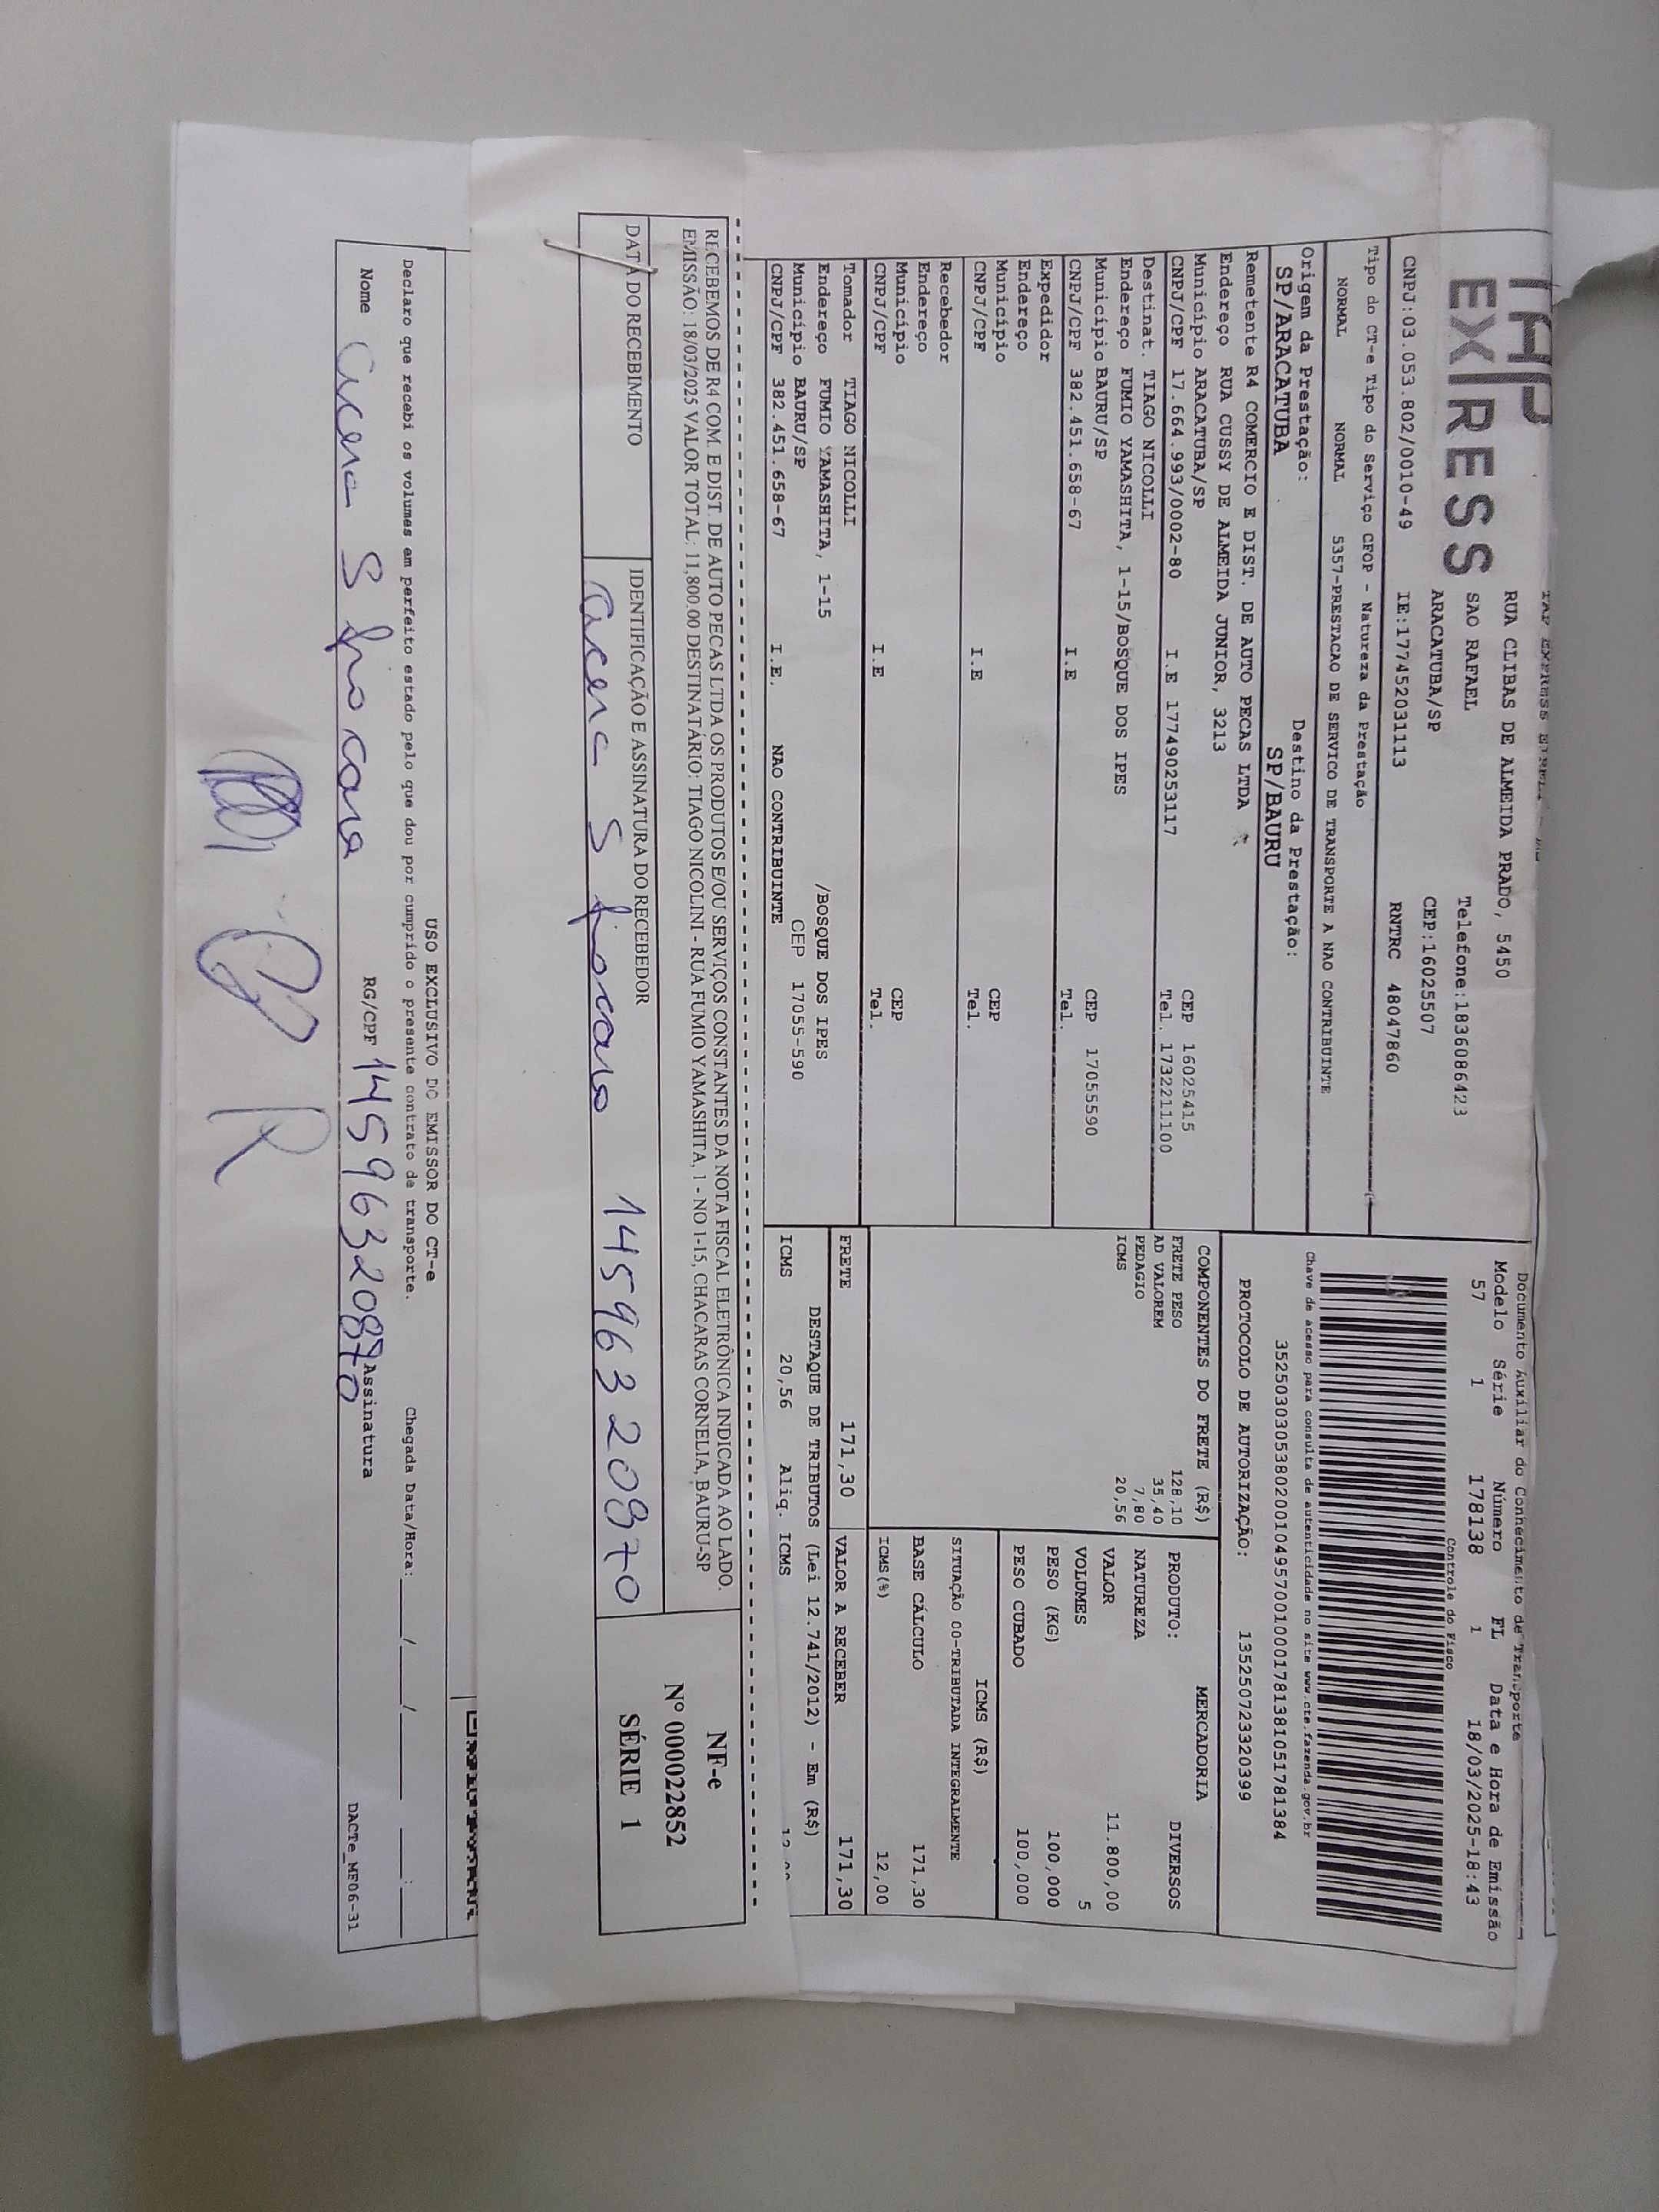 TAP
EXPRESS
RUA CLIBAS DE ALMEIDA PRADO, 5450
SAO RAFAEL Telefone:1836086423
ARACATUBA/SP CEP:16025507
CNPJ:03.053.802/0010-49 IE:177452031113 RNTRC 48047860
Tipo do CT-e Tipo do Serviço CFOP - Natureza da Prestação
NORMAL NORMAL 5357-PRESTACAO DE SERVICO DE TRANSPORTE A NAO CONTRIBUINTE
Origem da Prestação: Destino da Prestação:
SP/ARACATUBA SP/BAURU
Remetente R4 COMERCIO E DIST. DE AUTO PECAS LTDA
Endereço RUA CUSSY DE ALMEIDA JUNIOR, 3213
Município ARACATUBA/SP CEP 16025415
CNPJ/CPF 17.664.993/0002-80 I.E 177490253117 Tel. 1732211100
Destinat. TIAGO NICOLLI
Endereço FUMIO YAMASHITA, 1-15/BOSQUE DOS IPES
Município BAURU/SP CEP 17055590
CNPJ/CPF 382.451.658-67 I.E Tel.
Expedidor
Endereço
Município CEP
CNPJ/CPF I.E Tel.
Recebedor
Endereço
Município CEP
CNPJ/CPF I.E Tel.
Tomador TIAGO NICOLLI
Endereço FUMIO YAMASHITA, 1-15 /BOSQUE DOS IPES
Município BAURU/SP CEP 17055-590
CNPJ/CPF 382.451.658-67 I.E. NAO CONTRIBUINTE
Documento Auxiliar do Conhecimento de Transporte
Modelo Série Número FL Data e Hora de Emissão
57 1 178138 1 18/03/2025-18:43
Controle do Fisco
Chave de acesso para consulta de autenticidade no site www.cte.fazenda.gov.br
35250303053802001049570010001781381051781384
PROTOCOLO DE AUTORIZAÇÃO: 135250723320399
COMPONENTES DO FRETE (R$)
FRETE PESO 128,10
AD VALOREM 35,40
PEDAGIO 7,80
ICMS 20,56
MERCADORIA
PRODUTO: DIVERSOS
NATUREZA
VALOR 11.800,00
VOLUMES 5
PESO (KG) 100,000
PESO CUBADO 100,000
ICMS (R$)
SITUAÇÃO 00-TRIBUTADA INTEGRALMENTE
BASE CÁLCULO 171,30
ICMS(%) 12,00
FRETE 171,30 VALOR A RECEBER 171,30
DESTAQUE DE TRIBUTOS (Lei 12.741/2012) - Em (R$)
ICMS 20,56 Aliq. ICMS
RECEBEMOS DE R4 COM. E DIST. DE AUTO PECAS LTDA OS PRODUTOS E/OU SERVIÇOS CONSTANTES DA NOTA FISCAL ELETRÔNICA INDICADA AO LADO.
EMISSÃO: 18/03/2025 VALOR TOTAL: 11,800.00 DESTINATÁRIO: TIAGO NICOLINI - RUA FUMIO YAMASHITA, 1 - NO 1-15, CHACARAS CORNELIA, BAURU-SP
DATA DO RECEBIMENTO IDENTIFICAÇÃO E ASSINATURA DO RECEBEDOR
S 14596320870
NF-e
Nº 000022852
SÉRIE 1
USO EXCLUSIVO DO EMISSOR DO CT-e
Declaro que recebi os volumes em perfeito estado pelo que dou por cumprido o presente contrato de transporte. Chegada Data/Hora:___/___/____ ___:___
Nome S RG/CPF 14596320870 Assinatura
DACTe_MF06-31
R